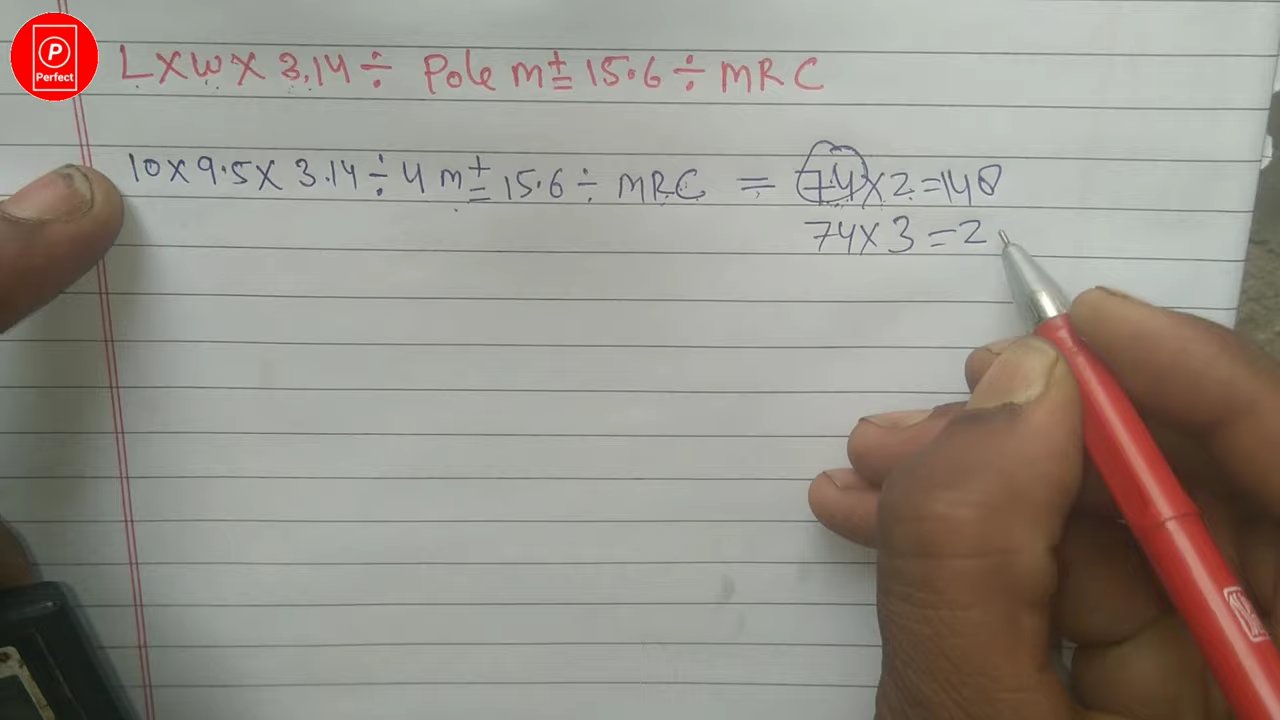 P
Perfect
L X W X 3.14 ÷ Pole m± 15.6 ÷ MRC
10 X 9.5 X 3.14 ÷ 4 m± 15.6 ÷ MRC = 74 X 2 = 148
74 X 3 = 2